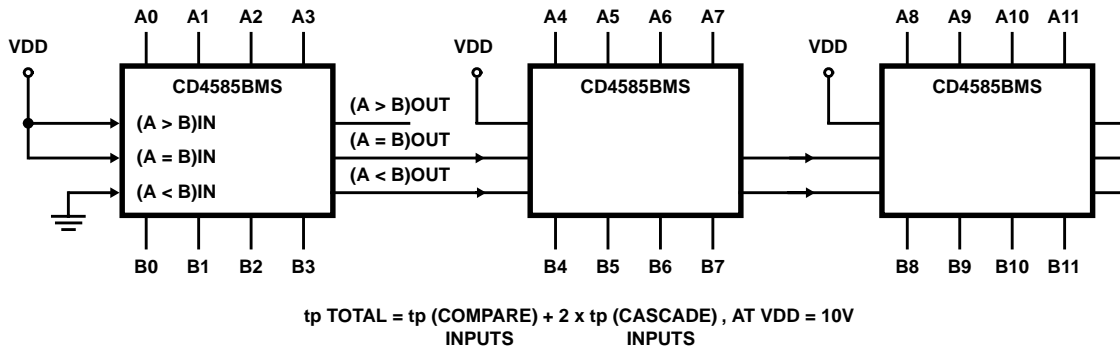 A0 A1 A2 A3 A4 A5 A6 A7 A8 A9 A10 A11
VDD VDD VDD
CD4585BMS CD4585BMS CD4585BMS
(A > B)OUT
(A > B)IN
(A = B)OUT
(A = B)IN
(A < B)OUT
(A < B)IN
B0 B1 B2 B3 B4 B5 B6 B7 B8 B9 B10 B11
tp TOTAL = tp (COMPARE) + 2 x tp (CASCADE) , AT VDD = 10V
INPUTS INPUTS